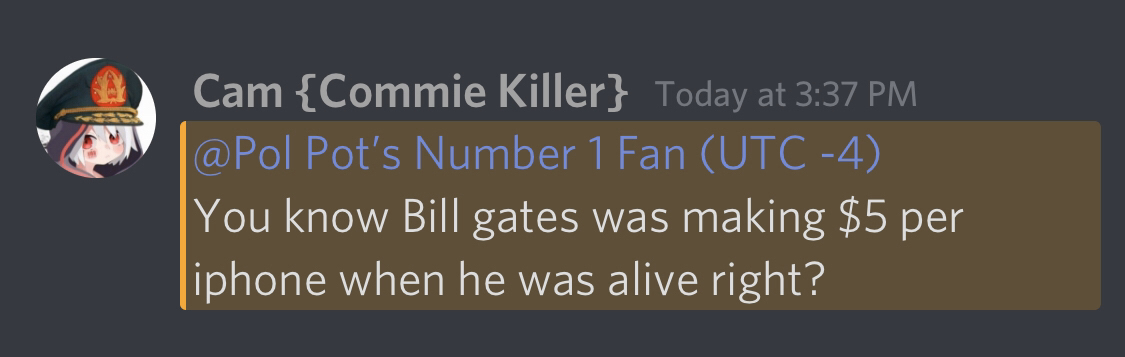 Cam {Commie Killer} Today at 3:37 PM
@Pol Pot’s Number 1 Fan (UTC -4)
You know Bill gates was making $5 per
iphone when he was alive right?